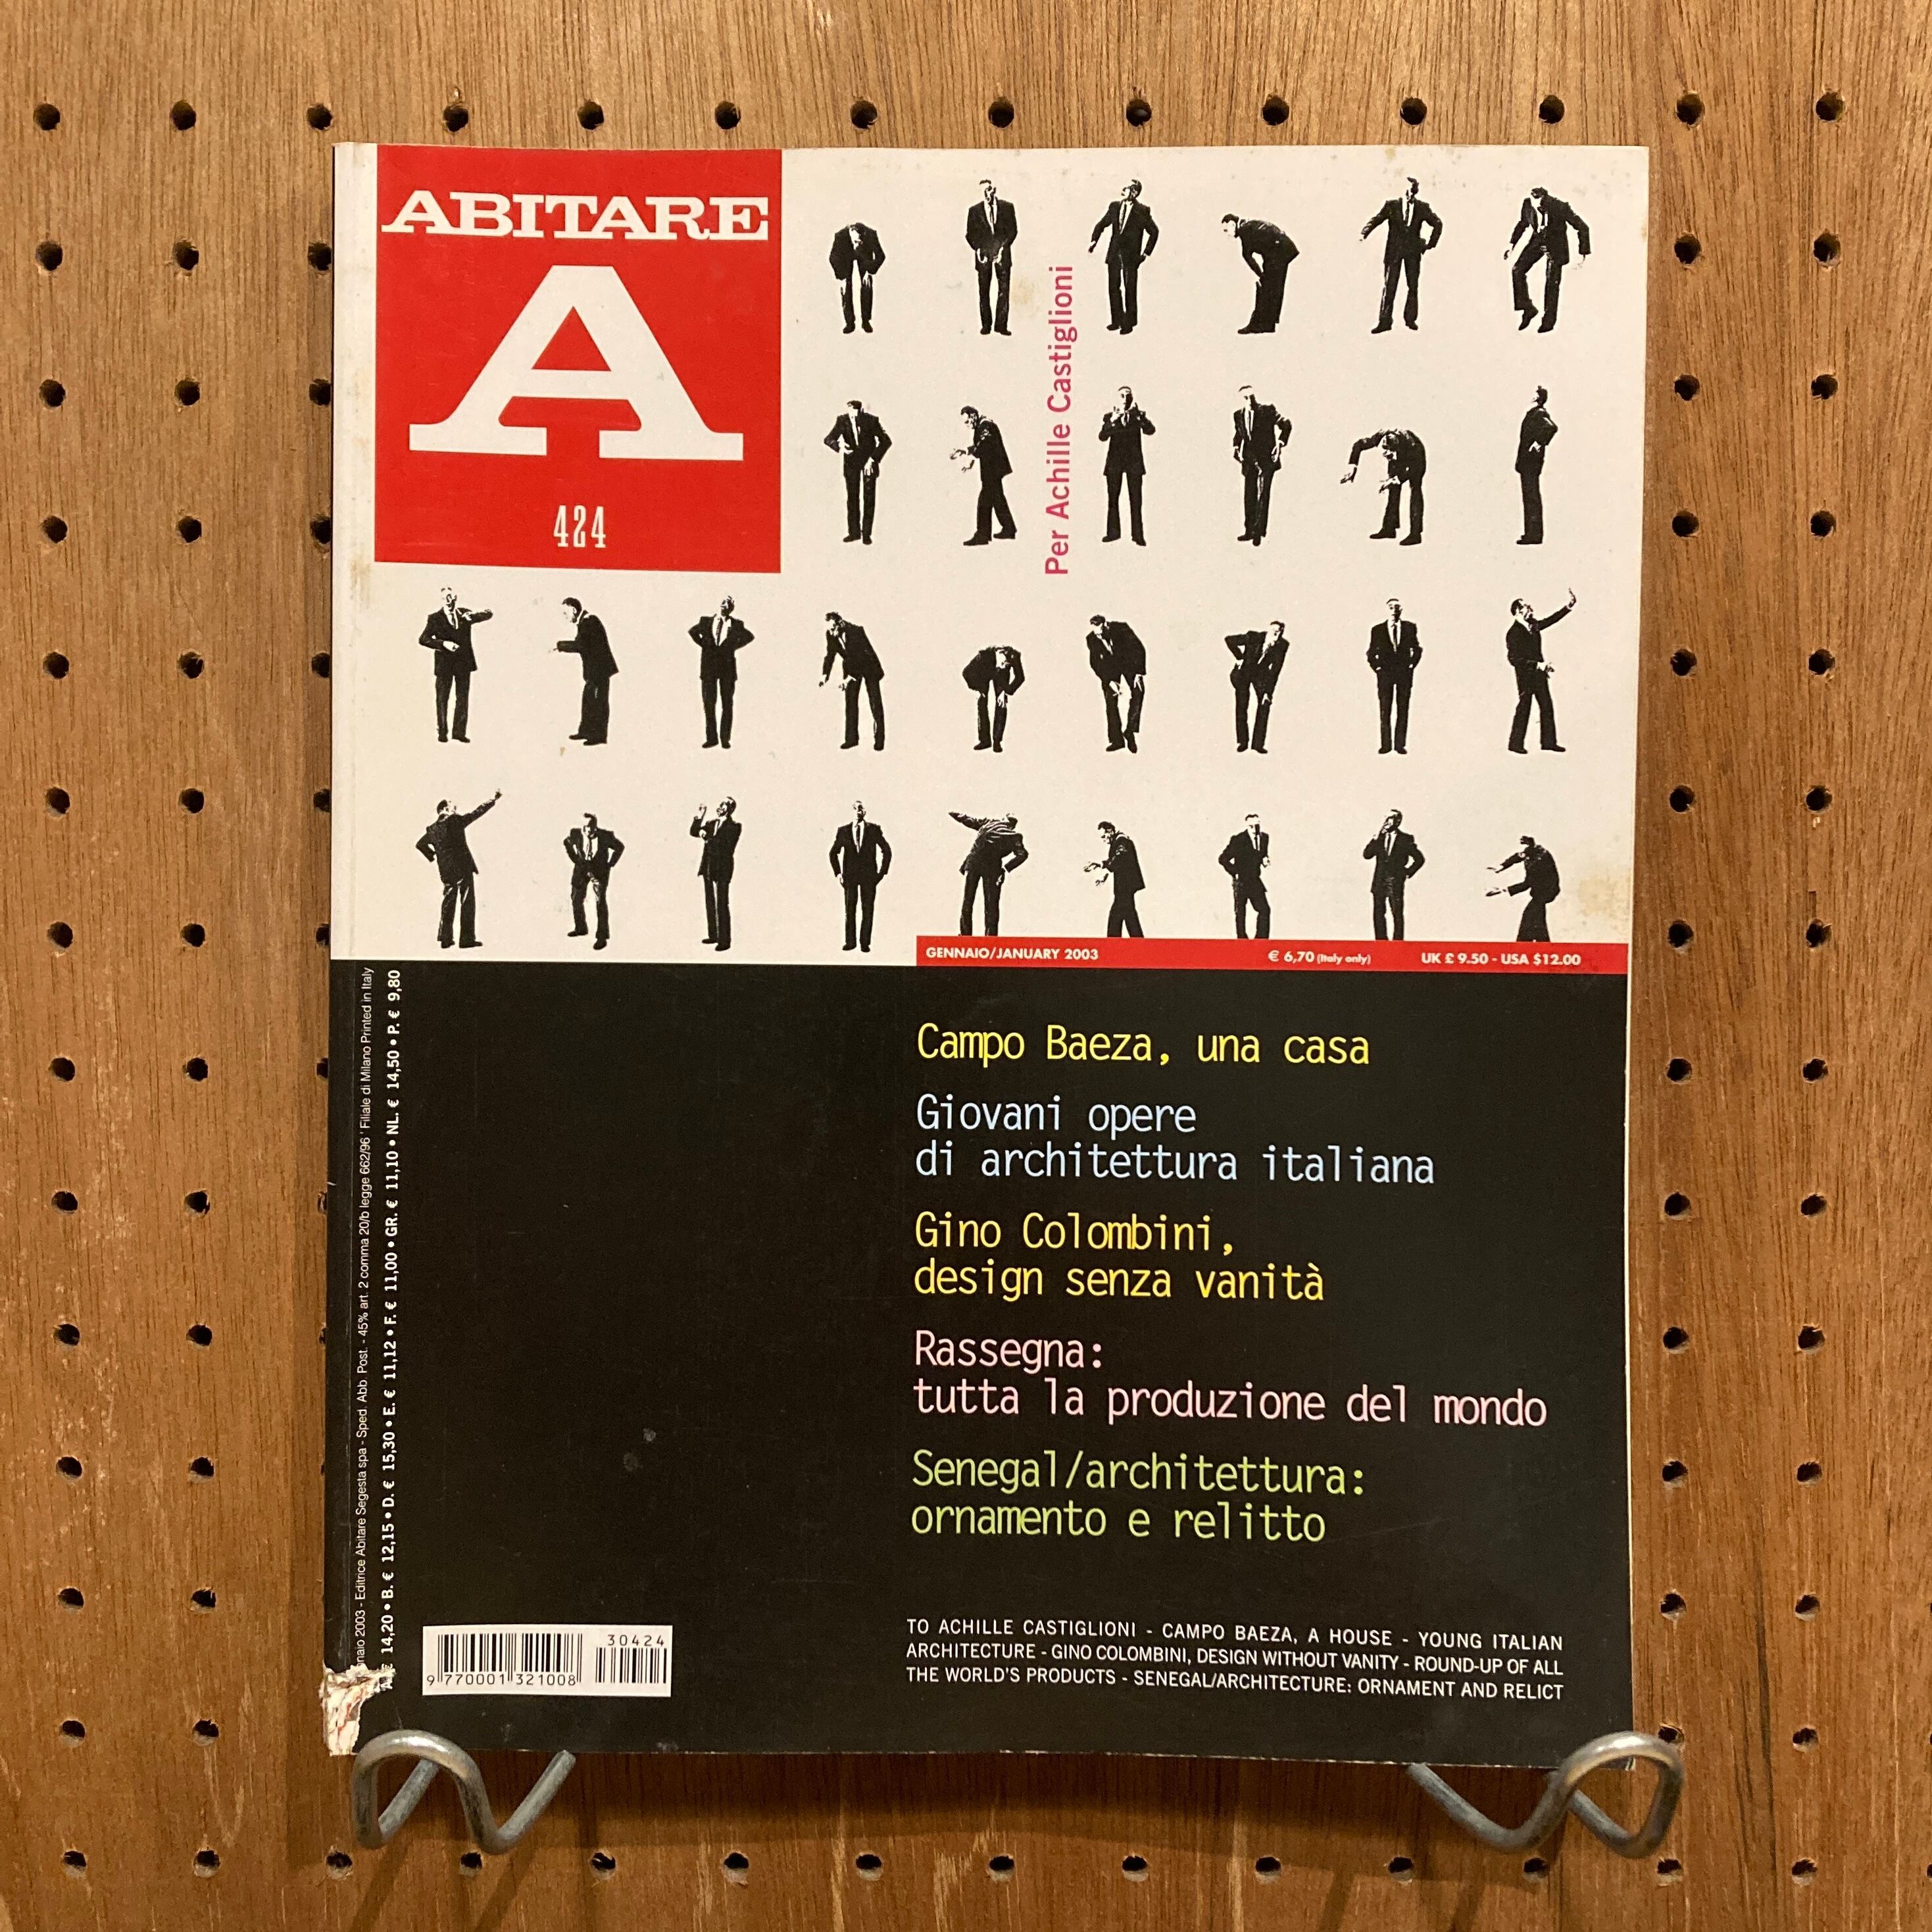 ABITARE
A
424
Per Achille Castiglioni
GENNAIO/JANUARY 2003
€ 6,70 (Italy only)
UK £ 9.50 - USA $12.00
Campo Baeza, una casa
Giovani opere
di architettura italiana
Gino Colombini,
design senza vanità
Rassegna:
tutta la produzione del mondo
Senegal/architettura:
ornamento e relitto
TO ACHILLE CASTIGLIONI - CAMPO BAEZA, A HOUSE - YOUNG ITALIAN
ARCHITECTURE - GINO COLOMBINI, DESIGN WITHOUT VANITY - ROUND-UP OF ALL
THE WORLD'S PRODUCTS - SENEGAL/ARCHITECTURE: ORNAMENT AND RELICT
2003 - Editrice Abitare Segesta spa - Sped. Abb Post. - 45% art. 2 comma 20/b legge 662/96 ' Filiale di Milano Printed in Italy
14,20 • B. € 12,15 • D. € 15,30 • E. € 11,12 • F. € 11,00 • GR. € 11,10 • NL. € 14,50 • P. € 9,80
30424
9 770001 321008